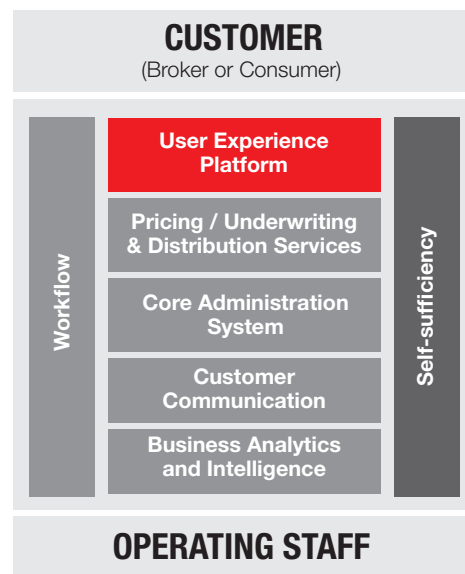 CUSTOMER
(Broker or Consumer)
Workflow
User Experience
Platform
Pricing / Underwriting
& Distribution Services
Core Administration
System
Customer
Communication
Business Analytics
and Intelligence
Self-sufficiency
OPERATING STAFF